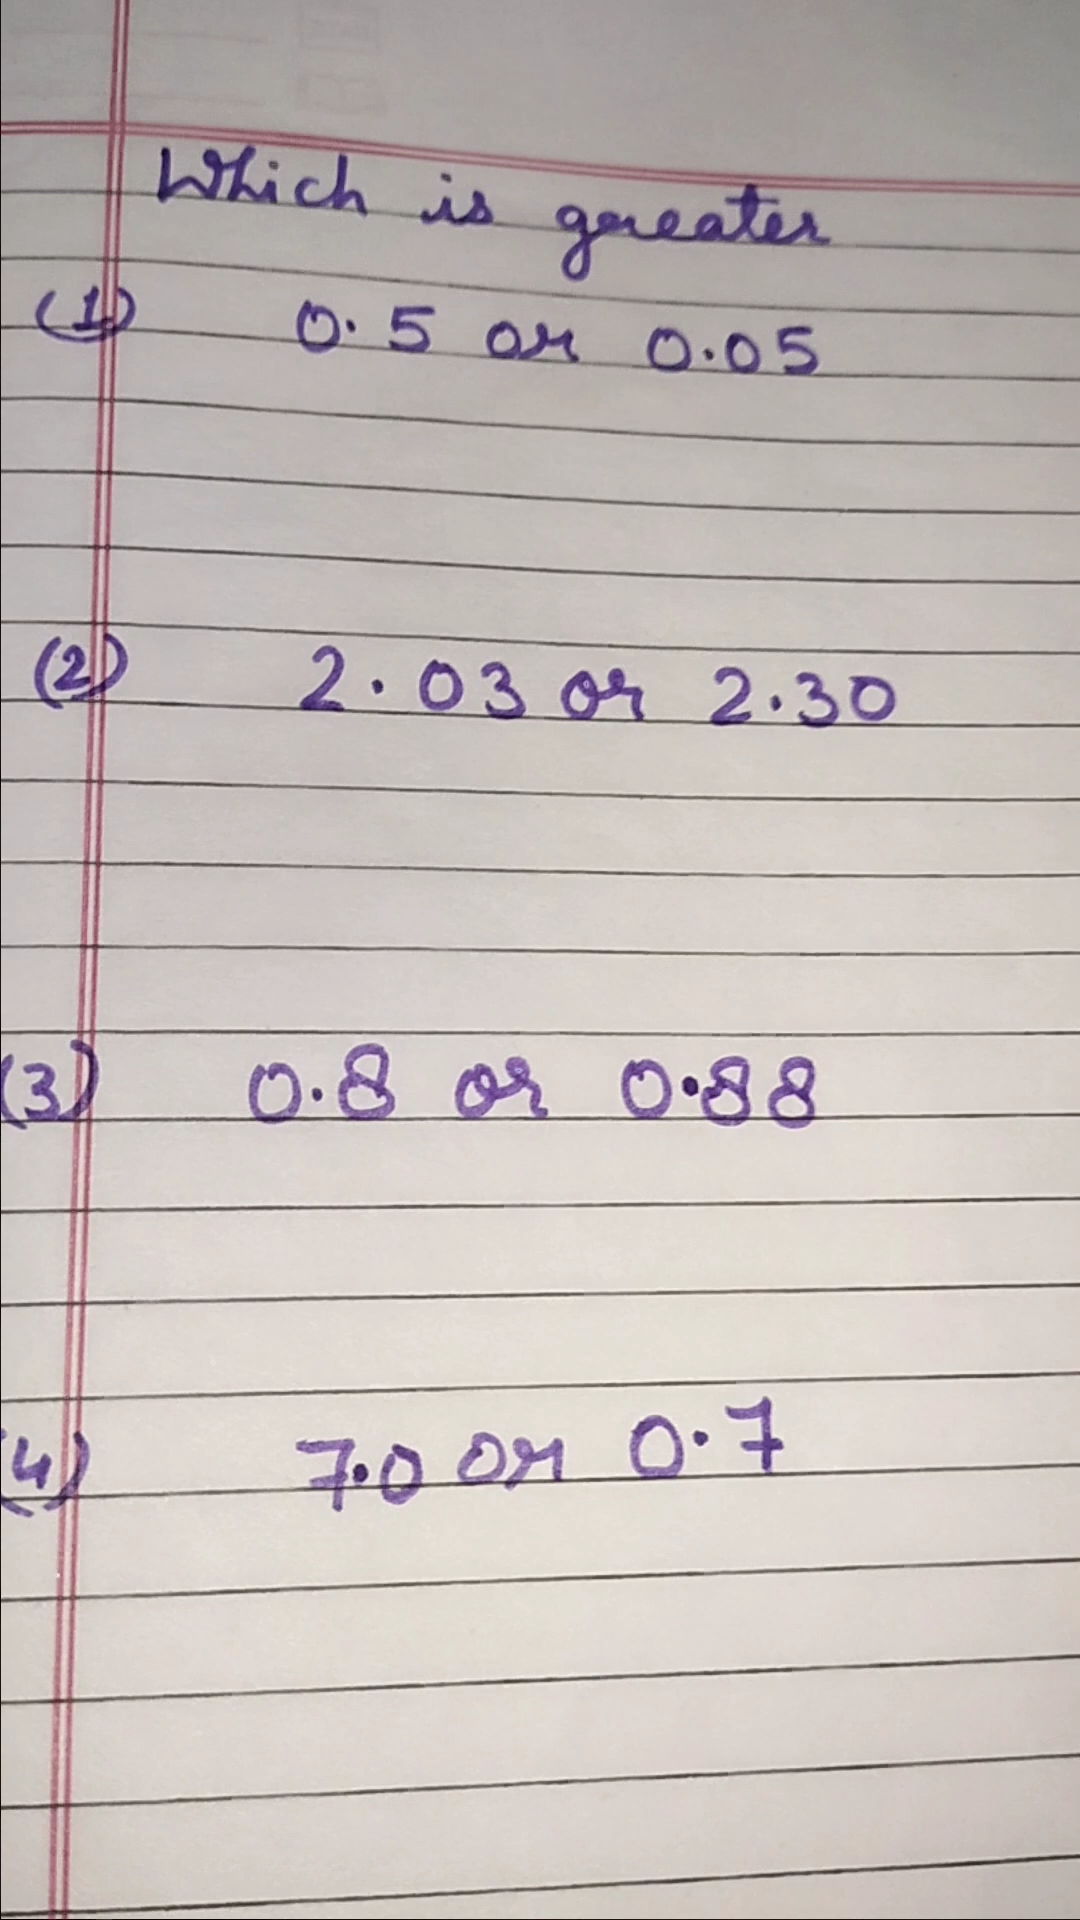 Which is greater
(1) 0.5 or 0.05
(2) 2.03 or 2.30
(3) 0.8 or 0.88
(4) 7.0 or 0.7